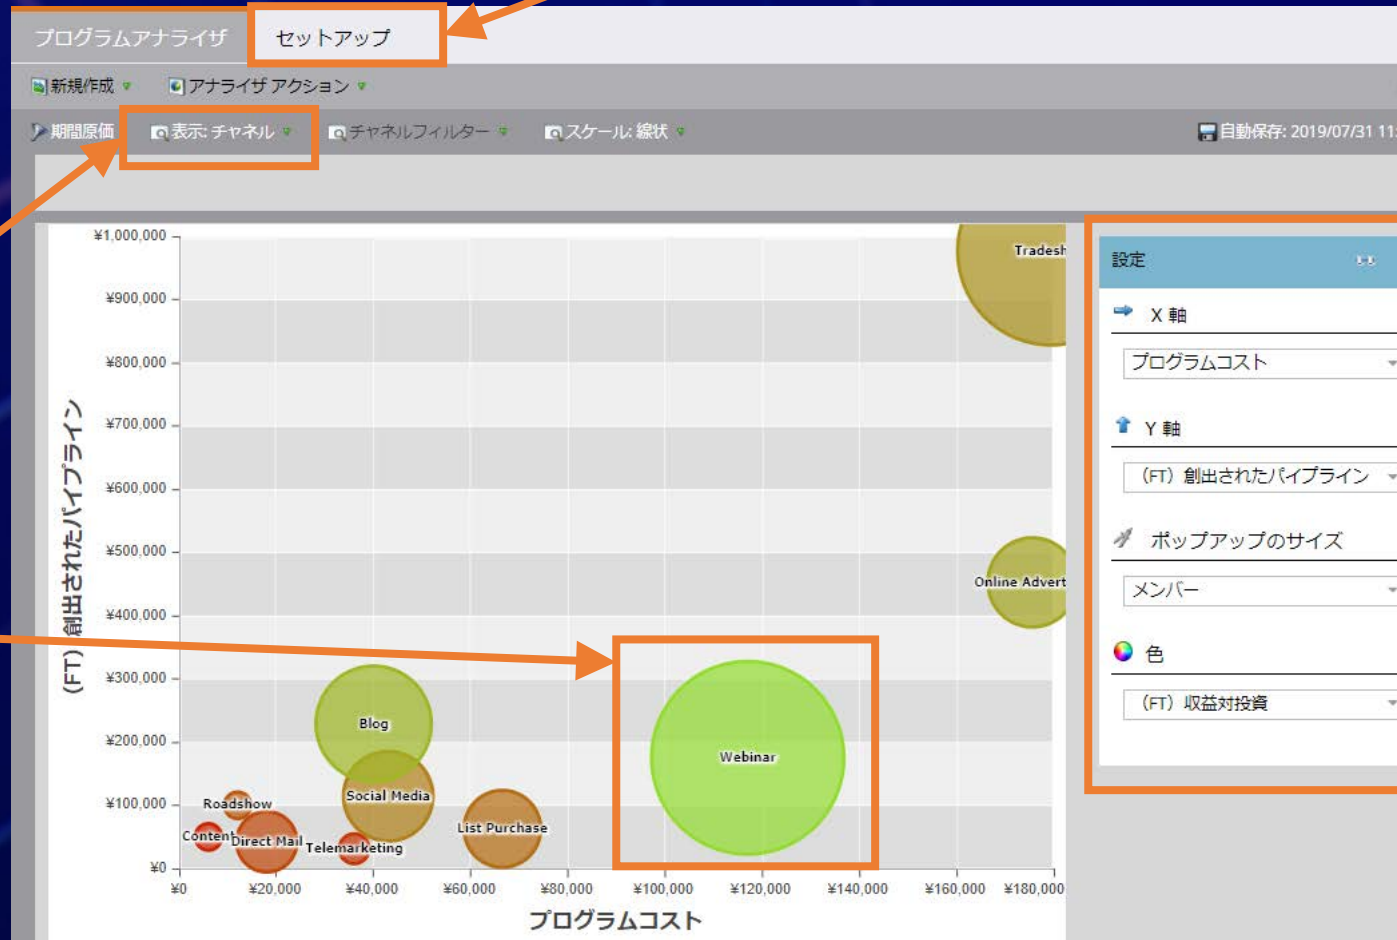 プログラムアナライザ セットアップ
新規作成 アナライザ アクション
期間原価 表示: チャネル チャネルフィルター スケール: 線状 自動保存: 2019/07/31 11:
¥1,000,000
¥900,000
¥800,000
¥700,000
¥600,000
¥500,000
¥400,000
¥300,000
¥200,000
¥100,000
¥0
(FT) 創出されたパイプライン
Tradesh
Online Advert
Blog
Webinar
Social Media
Roadshow
List Purchase
Content
Direct Mail
Telemarketing
¥0 ¥20,000 ¥40,000 ¥60,000 ¥80,000 ¥100,000 ¥120,000 ¥140,000 ¥160,000 ¥180,000
プログラムコスト
設定
X 軸
プログラムコスト
Y 軸
(FT) 創出されたパイプライン
ポップアップのサイズ
メンバー
色
(FT) 収益対投資